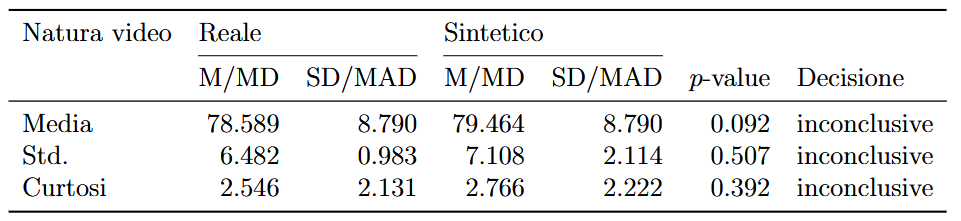 Natura video Reale Sintetico
M/MD SD/MAD M/MD SD/MAD p-value Decisione
Media 78.589 8.790 79.464 8.790 0.092 inconclusive
Std. 6.482 0.983 7.108 2.114 0.507 inconclusive
Curtosi 2.546 2.131 2.766 2.222 0.392 inconclusive